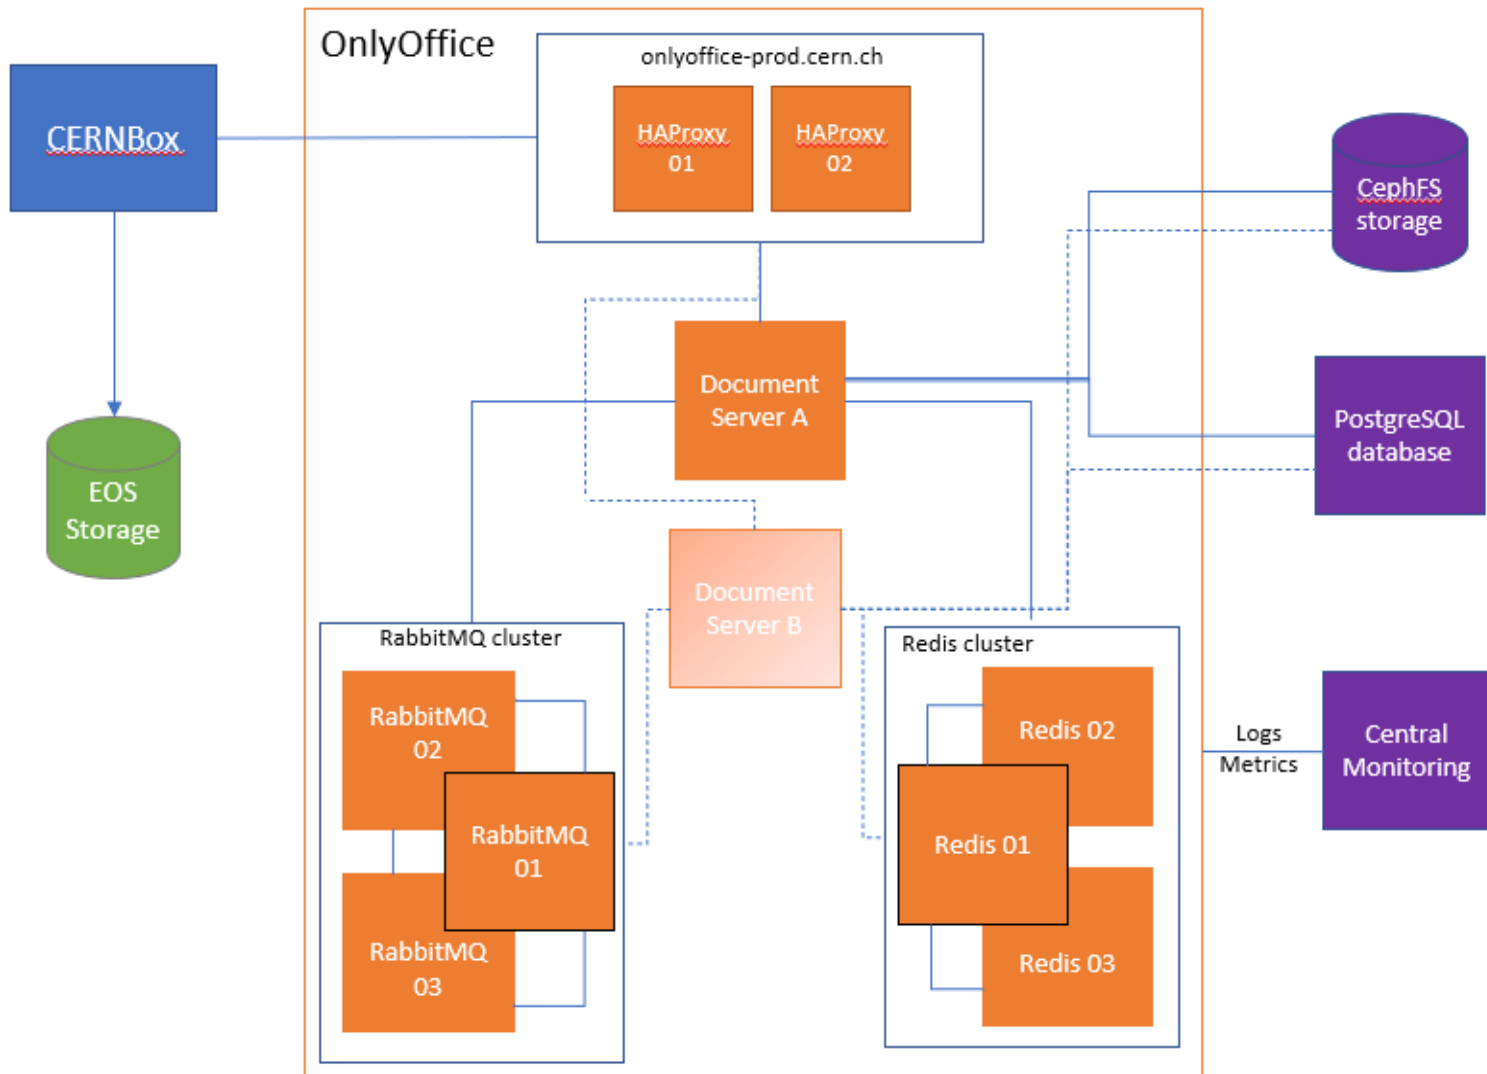 OnlyOffice
onlyoffice-prod.cern.ch
CERNBox
HAProxy
01
HAProxy
02
CephFS
storage
Document
Server A
PostgreSQL
database
EOS
Storage
Document
Server B
RabbitMQ cluster
Redis cluster
RabbitMQ
02
RabbitMQ
01
RabbitMQ
03
Redis 02
Redis 01
Redis 03
Logs
Metrics
Central
Monitoring